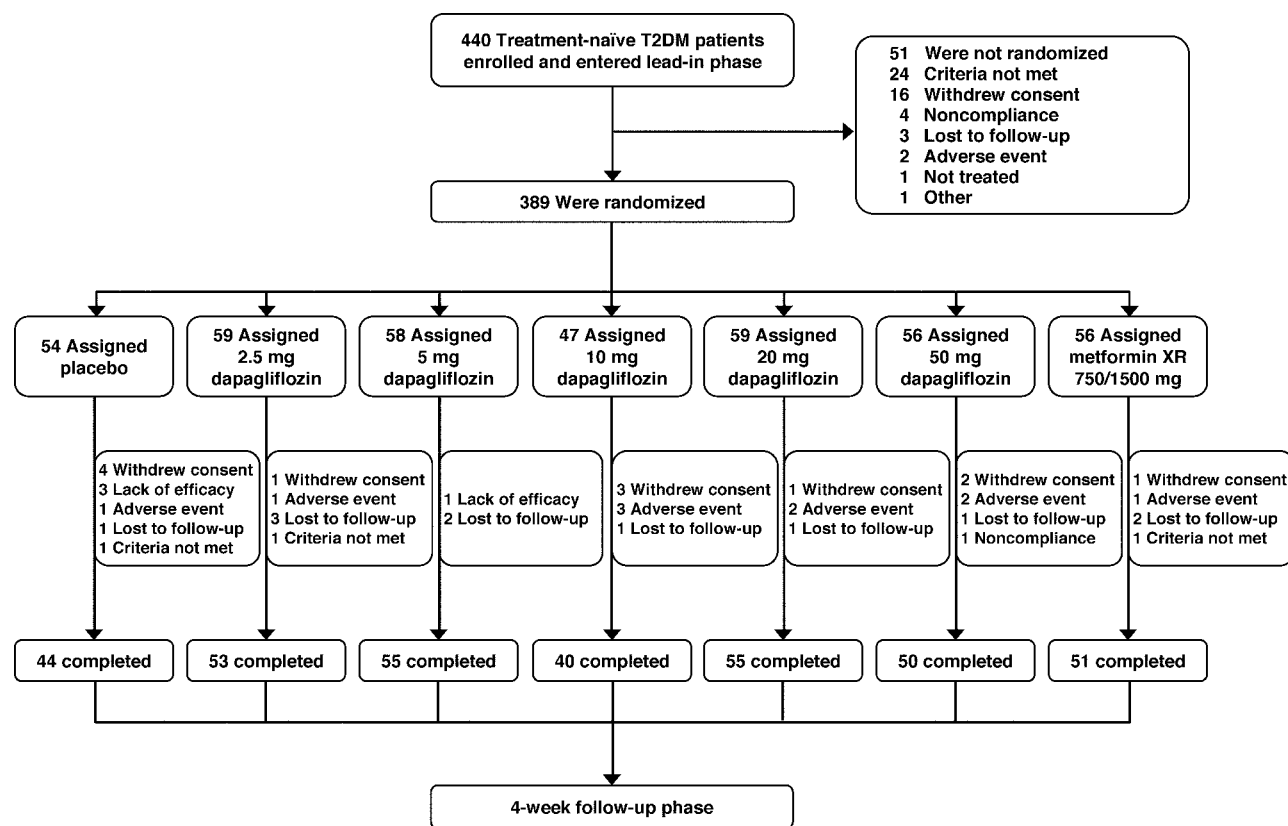 440 Treatment-naïve T2DM patients
enrolled and entered lead-in phase
51 Were not randomized
24 Criteria not met
16 Withdrew consent
4 Noncompliance
3 Lost to follow-up
2 Adverse event
1 Not treated
1 Other
389 Were randomized
54 Assigned
placebo
59 Assigned
2.5 mg
dapagliflozin
58 Assigned
5 mg
dapagliflozin
47 Assigned
10 mg
dapagliflozin
59 Assigned
20 mg
dapagliflozin
56 Assigned
50 mg
dapagliflozin
56 Assigned
metformin XR
750/1500 mg
4 Withdrew consent
3 Lack of efficacy
1 Adverse event
1 Lost to follow-up
1 Criteria not met
1 Withdrew consent
1 Adverse event
3 Lost to follow-up
1 Criteria not met
1 Lack of efficacy
2 Lost to follow-up
3 Withdrew consent
3 Adverse event
1 Lost to follow-up
1 Withdrew consent
2 Adverse event
1 Lost to follow-up
2 Withdrew consent
2 Adverse event
1 Lost to follow-up
1 Noncompliance
1 Withdrew consent
1 Adverse event
2 Lost to follow-up
1 Criteria not met
44 completed
53 completed
55 completed
40 completed
55 completed
50 completed
51 completed
4-week follow-up phase